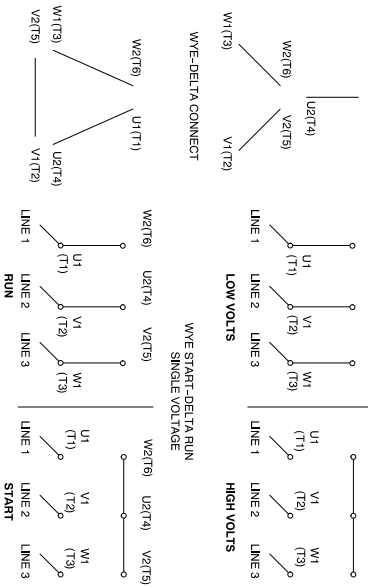 U2(T4)
W2(T6) V2(T5)
W1(T3) V1(T2)
U1 V1 W1
(T1) (T2) (T3)
LINE 1 LINE 2 LINE 3
LOW VOLTS
U1 V1 W1
(T1) (T2) (T3)
LINE 1 LINE 2 LINE 3
HIGH VOLTS
WYE-DELTA CONNECT
WYE START-DELTA RUN
SINGLE VOLTAGE
W2(T6) U1(T1)
W1(T3) U2(T4)
V2(T5) V1(T2)
W2(T6) U2(T4) V2(T5)
U1 V1 W1
(T1) (T2) (T3)
LINE 1 LINE 2 LINE 3
RUN
W2(T6) U2(T4) V2(T5)
U1 V1 W1
(T1) (T2) (T3)
LINE 1 LINE 2 LINE 3
START